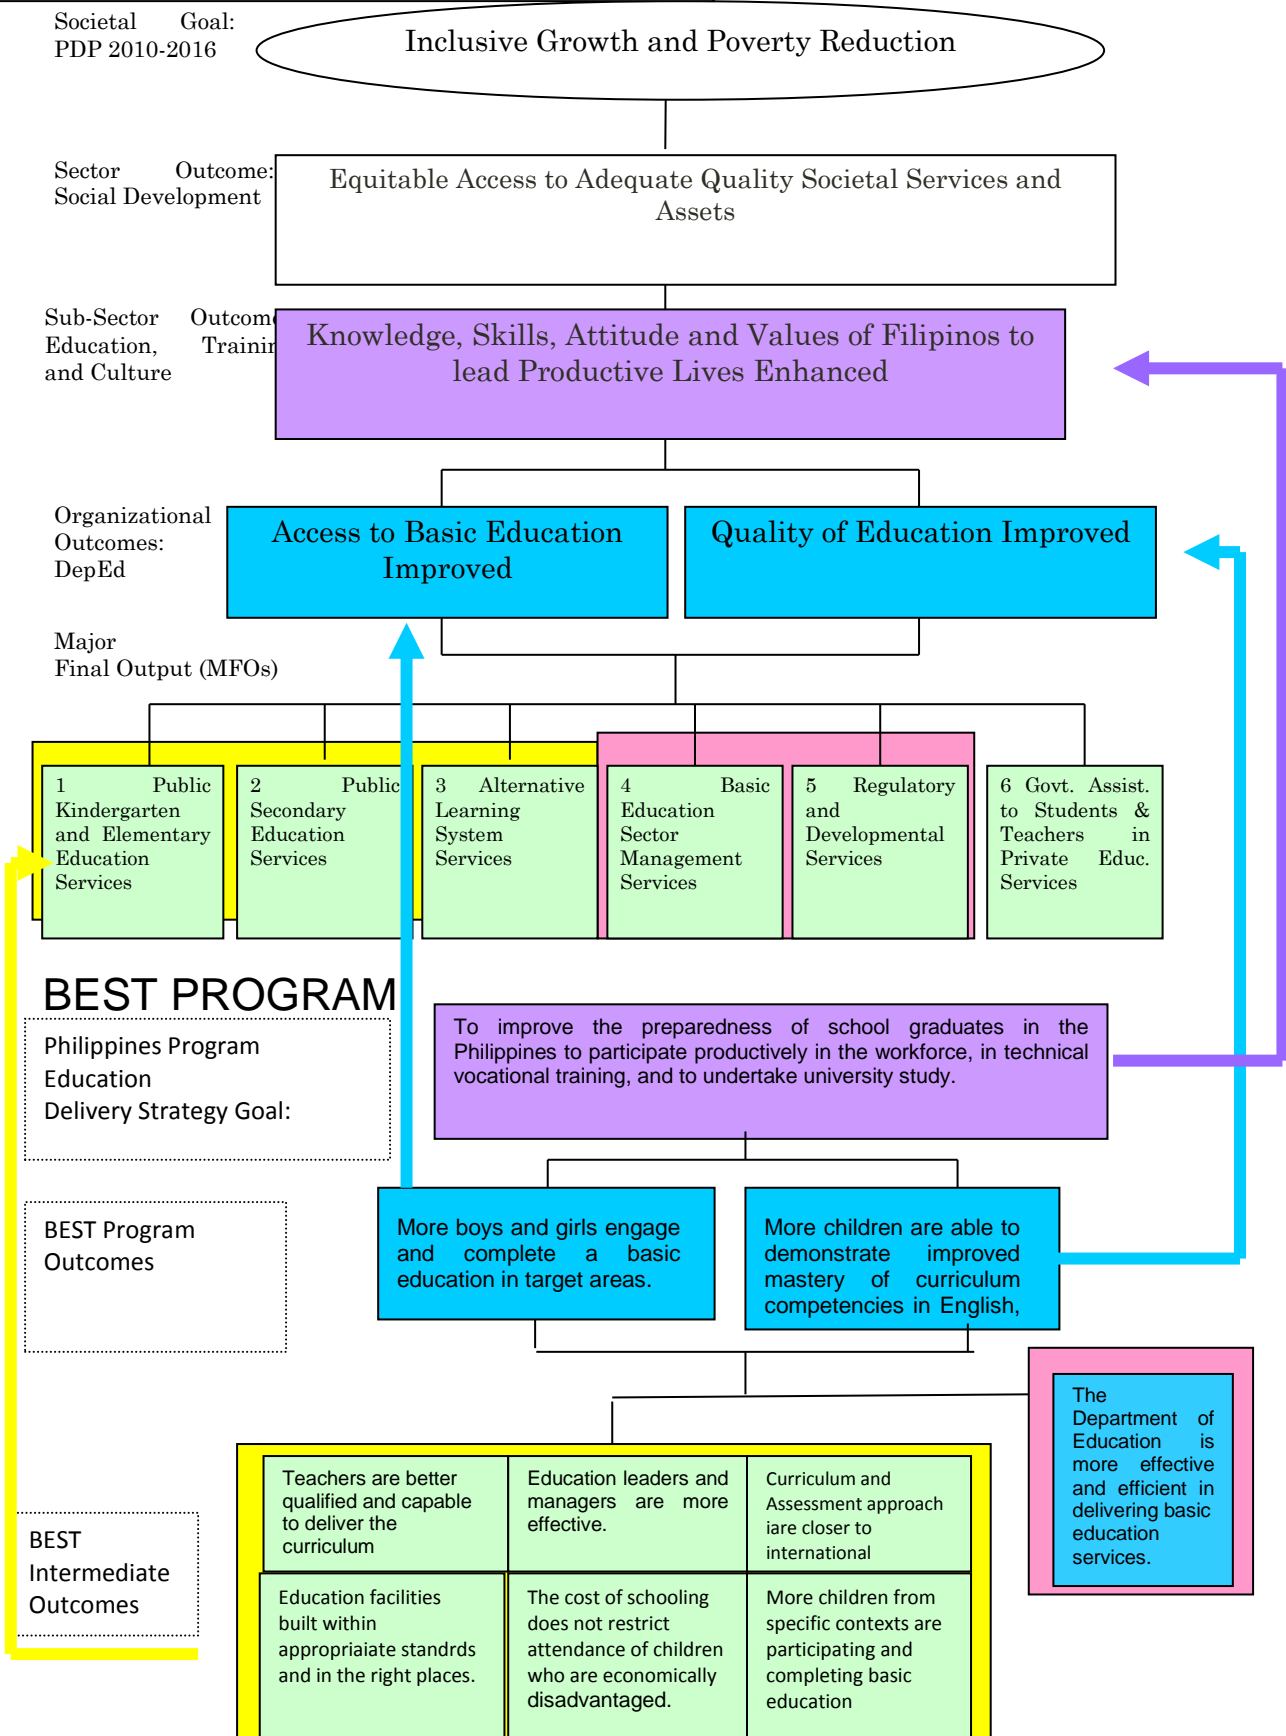 Societal Goal:
PDP 2010-2016
Inclusive Growth and Poverty Reduction
Sector Outcome:
Social Development
Equitable Access to Adequate Quality Societal Services and
Assets
Sub-Sector Outcom
Education, Trainin
and Culture
Knowledge, Skills, Attitude and Values of Filipinos to
lead Productive Lives Enhanced
Organizational
Outcomes:
DepEd
Access to Basic Education
Improved
Quality of Education Improved
Major
Final Output (MFOs)
1 Public
Kindergarten
and Elementary
Education
Services
2 Public
Secondary
Education
Services
3 Alternative
Learning
System
Services
4 Basic
Education
Sector
Management
Services
5 Regulatory
and
Developmental
Services
6 Govt. Assist.
to Students &
Teachers in
Private Educ.
Services
BEST PROGRAM
Philippines Program
Education
Delivery Strategy Goal:
To improve the preparedness of school graduates in the
Philippines to participate productively in the workforce, in technical
vocational training, and to undertake university study.
BEST Program
Outcomes
More boys and girls engage
and complete a basic
education in target areas.
More children are able to
demonstrate improved
mastery of curriculum
competencies in English,
The
Department of
Education is
more effective
and efficient in
delivering basic
education
services.
BEST
Intermediate
Outcomes
Teachers are better
qualified and capable
to deliver the
curriculum
Education leaders and
managers are more
effective.
Curriculum and
Assessment approach
iare closer to
international
Education facilities
built within
appropriaiate standrds
and in the right places.
The cost of schooling
does not restrict
attendance of children
who are economically
disadvantaged.
More children from
specific contexts are
participating and
completing basic
education